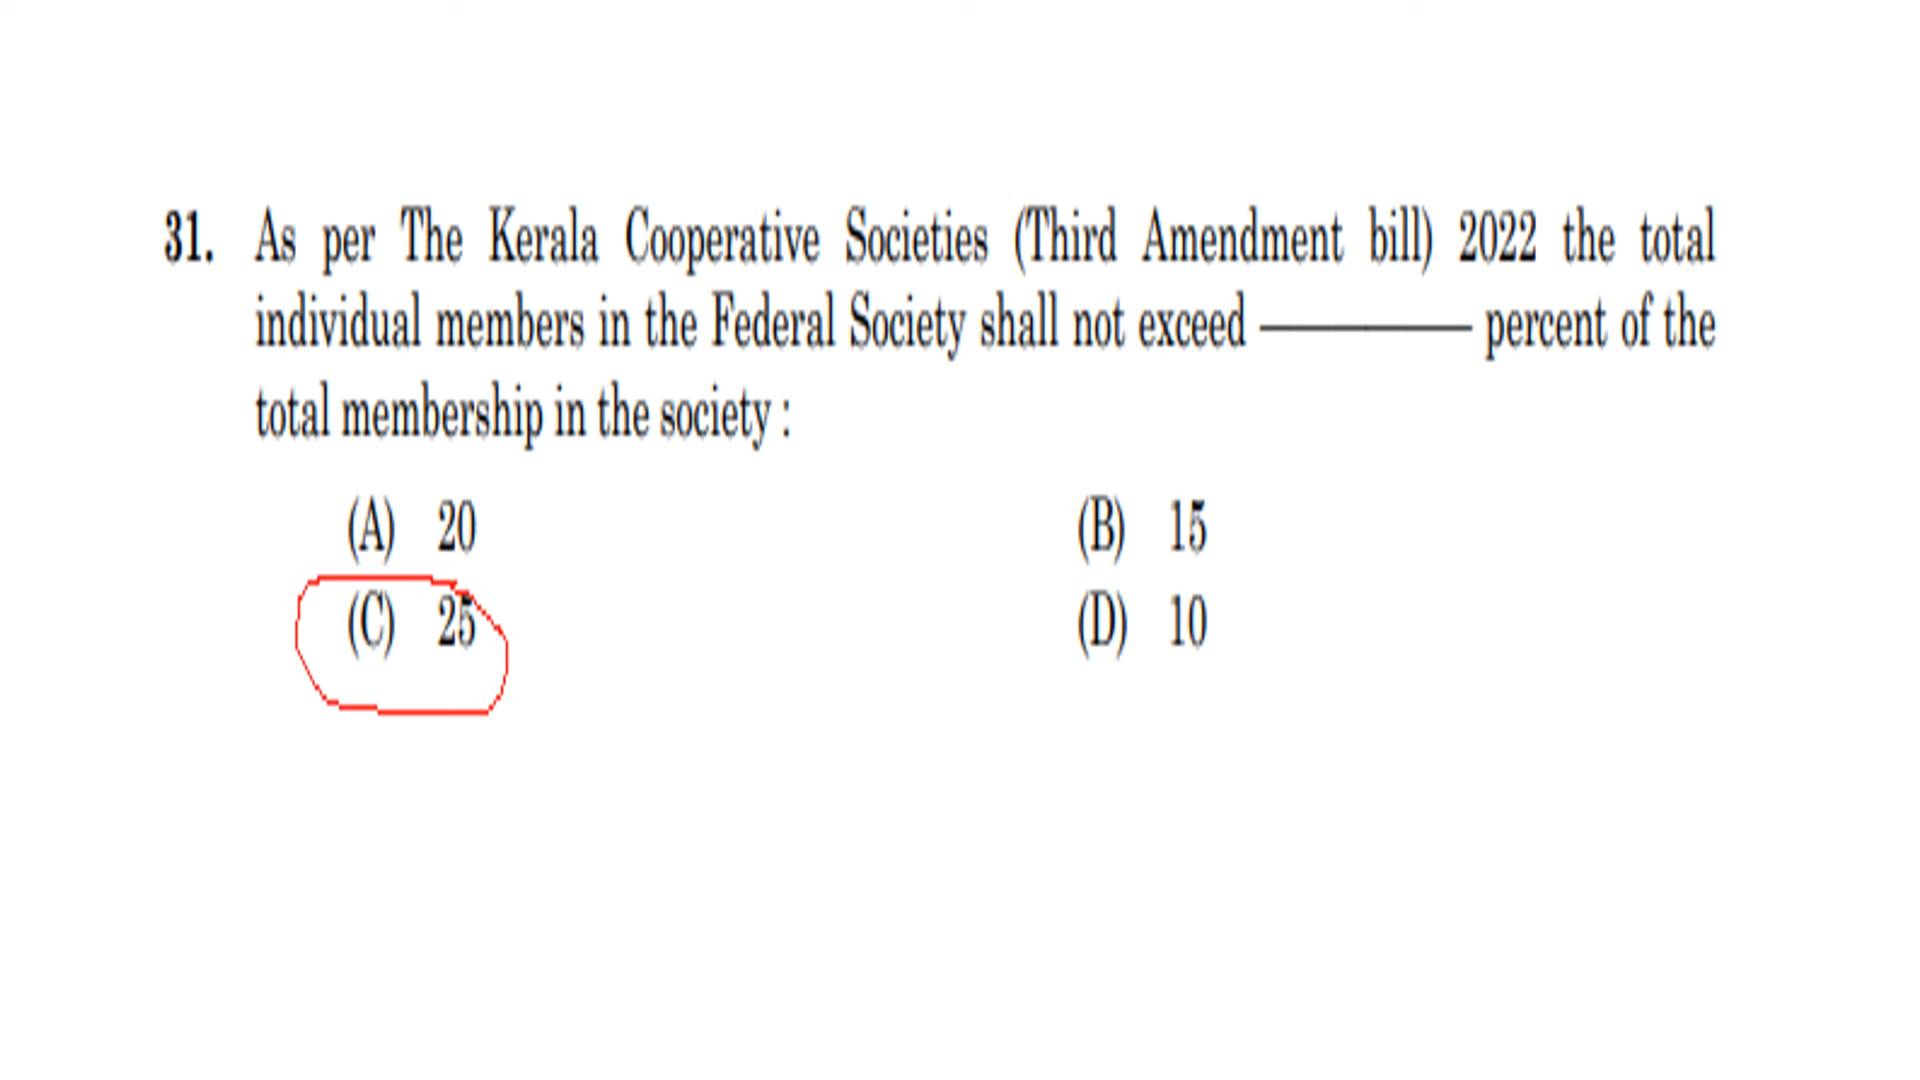 31. As per The Kerala Cooperative Societies (Third Amendment bill) 2022 the total
individual members in the Federal Society shall not exceed ———— percent of the
total membership in the society :
(A) 20 (B) 15
(C) 25 (D) 10